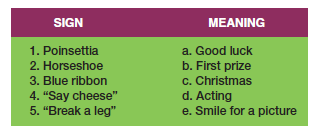 SIGN MEANING
1. Poinsettia a. Good luck
2. Horseshoe b. First prize
3. Blue ribbon c. Christmas
4. “Say cheese” d. Acting
5. “Break a leg” e. Smile for a picture